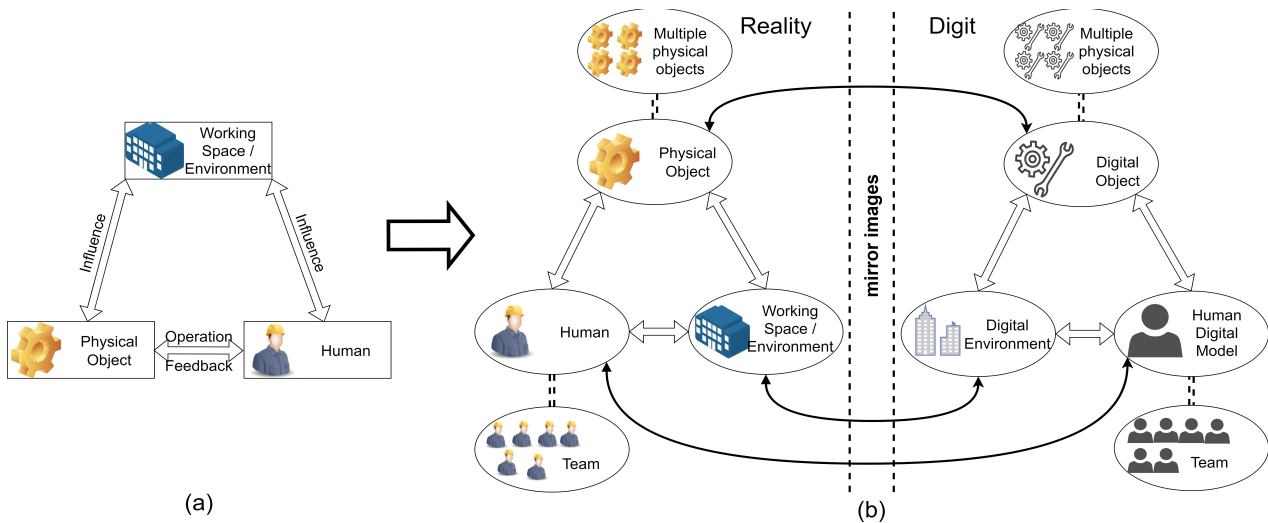 Working
Space /
Environment
Influence
Influence
Physical
Object
Operation
Feedback
Human
(a)
Reality
Digit
Multiple
physical
objects
Multiple
physical
objects
Physical
Object
Digital
Object
mirror images
Human
Working
Space /
Environment
Digital
Environment
Human
Digital
Model
Team
Team
(b)